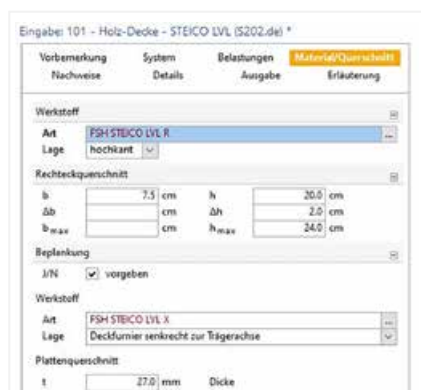 Eingabe: 101 - Holz-Decke - STEICO LVL (S202.de) *
Vorbemerkung System Belastungen Material/Querschnitt
Nachweise Details Ausgabe Erläuterung
Werkstoff
Art FSH STEICO LVL R ...
Lage hochkant
Rechteckquerschnitt
b 7.5 cm h 20.0 cm
Δb cm Δh 2.0 cm
b max cm h max 24.0 cm
Beplankung
J/N vorgeben
Werkstoff
Art FSH STEICO LVL X ...
Lage Deckfurnier senkrecht zur Trägerachse
Plattenquerschnitt
t 27.0 mm Dicke